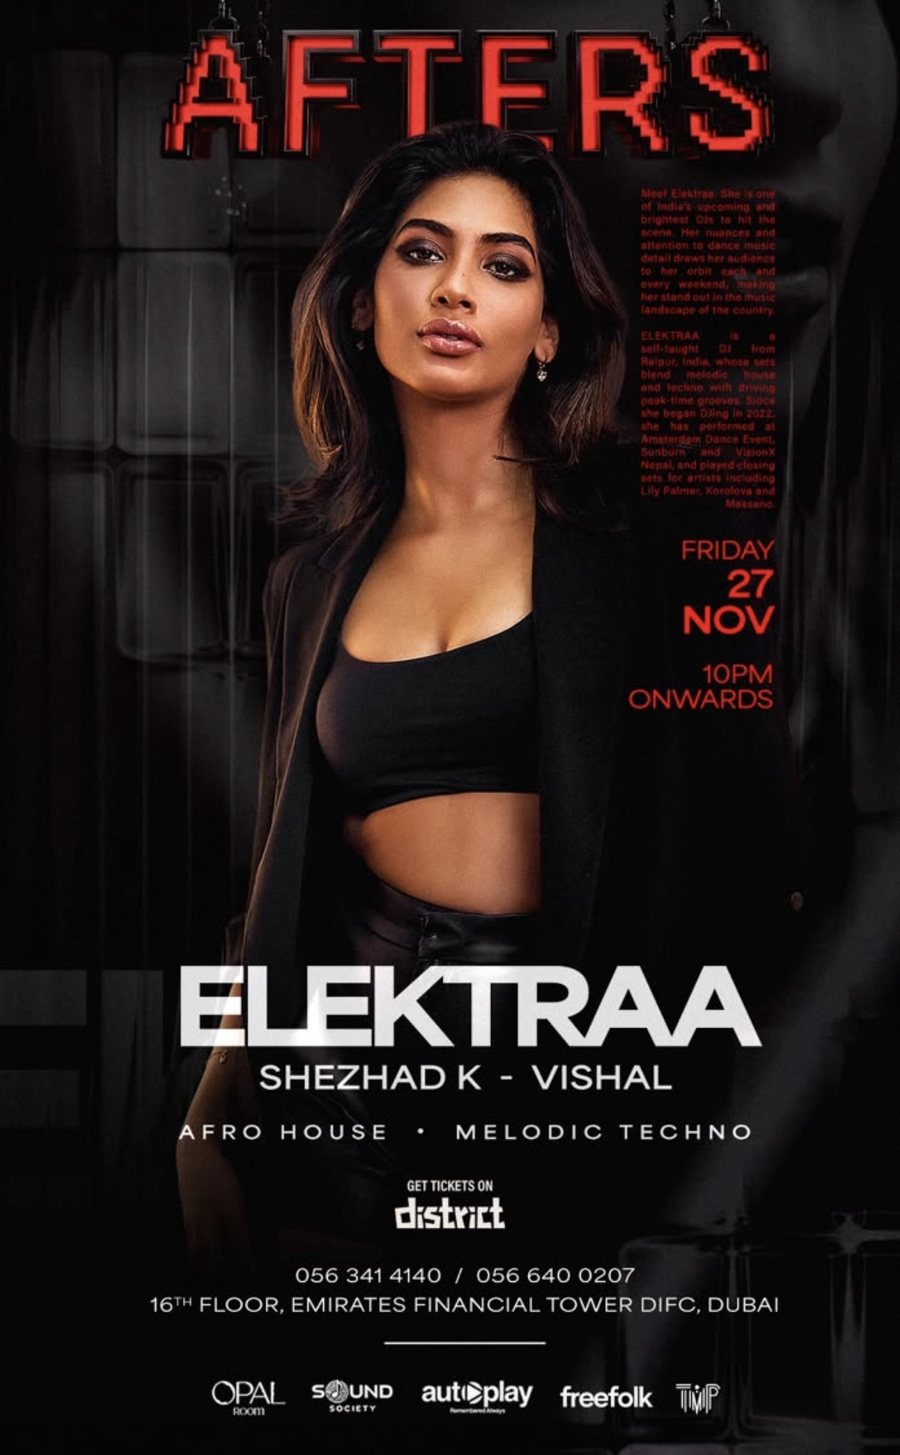 AFTERS
Meet Elektraa. She is one
of India's upcoming and
brightest DJs to hit the
scene. Her nuances and
attention to dance music
detail draws her audience
to her orbit each and
every weekend, making
her stand out in the music
landscape of the country.
ELEKTRAA is a
self-taught DJ from
Raipur, India, whose sets
blend melodic house
and techno with driving
peak-time grooves. Since
she began DJing in 2022,
she has performed at
Amsterdam Dance Event,
Sunburn and VisionX
Nepal, and played closing
sets for artists including
Lily Palmer, Korolova and
Massano.
FRIDAY
27
NOV
10PM
ONWARDS
ELEKTRAA
SHEZHAD K - VISHAL
AFRO HOUSE • MELODIC TECHNO
GET TICKETS ON
district
056 341 4140 / 056 640 0207
16TH FLOOR, EMIRATES FINANCIAL TOWER DIFC, DUBAI
OPAL
ROOM
SOUND
SOCIETY
autoplay
Remembered Always
freefolk
TMP